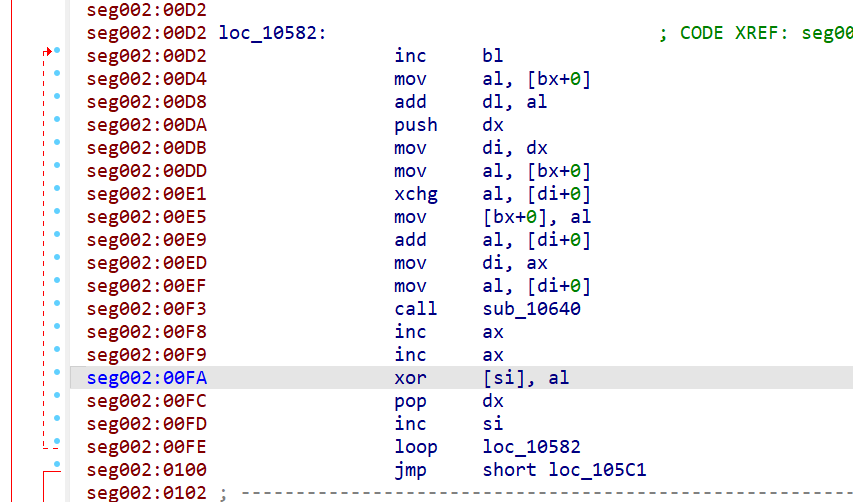 seg002:00D2
seg002:00D2 loc_10582: ; CODE XREF: seg00
seg002:00D2 inc bl
seg002:00D4 mov al, [bx+0]
seg002:00D8 add dl, al
seg002:00DA push dx
seg002:00DB mov di, dx
seg002:00DD mov al, [bx+0]
seg002:00E1 xchg al, [di+0]
seg002:00E5 mov [bx+0], al
seg002:00E9 add al, [di+0]
seg002:00ED mov di, ax
seg002:00EF mov al, [di+0]
seg002:00F3 call sub_10640
seg002:00F8 inc ax
seg002:00F9 inc ax
seg002:00FA xor [si], al
seg002:00FC pop dx
seg002:00FD inc si
seg002:00FE loop loc_10582
seg002:0100 jmp short loc_105C1
seg002:0102 ; ---------------------------------------------------------